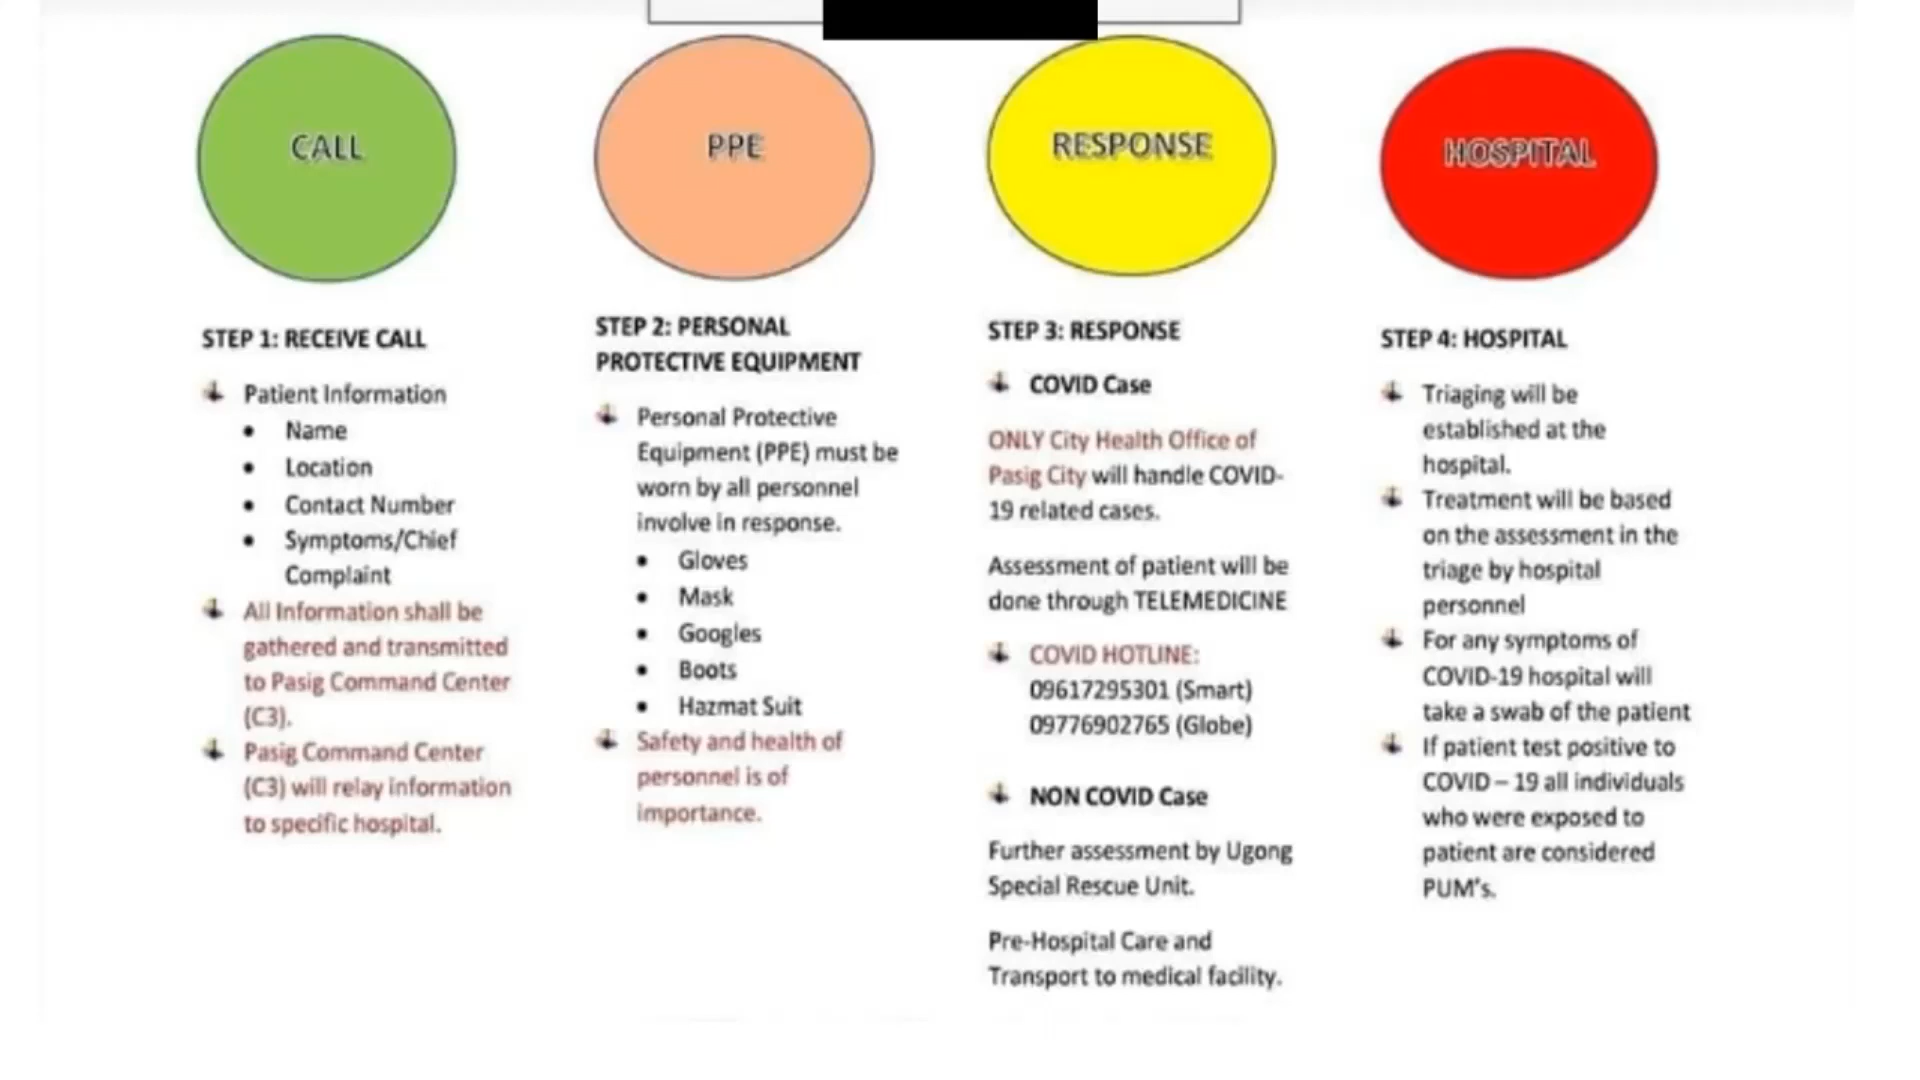 CALL
PPE
RESPONSE
HOSPITAL
STEP 1: RECEIVE CALL
Patient Information
Name
Location
Contact Number
Symptoms/Chief
Complaint
All Information shall be
gathered and transmitted
to Pasig Command Center
(C3).
Pasig Command Center
(C3) will relay information
to specific hospital.
STEP 2: PERSONAL
PROTECTIVE EQUIPMENT
Personal Protective
Equipment (PPE) must be
worn by all personnel
involve in response.
Gloves
Mask
Googles
Boots
Hazmat Suit
Safety and health of
personnel is of
importance.
STEP 3: RESPONSE
COVID Case
ONLY City Health Office of
Pasig City will handle COVID-
19 related cases.
Assessment of patient will be
done through TELEMEDICINE
COVID HOTLINE:
09617295301 (Smart)
09776902765 (Globe)
NON COVID Case
Further assessment by Ugong
Special Rescue Unit.
Pre-Hospital Care and
Transport to medical facility.
STEP 4: HOSPITAL
Triaging will be
established at the
hospital.
Treatment will be based
on the assessment in the
triage by hospital
personnel
For any symptoms of
COVID-19 hospital will
take a swab of the patient
If patient test positive to
COVID – 19 all individuals
who were exposed to
patient are considered
PUM's.